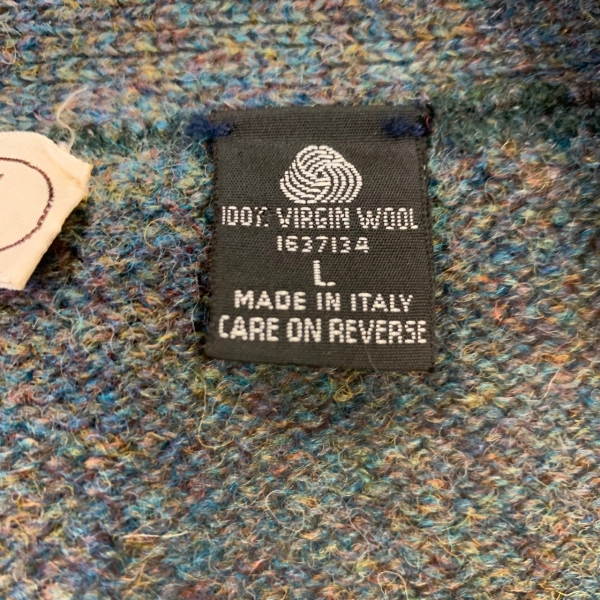 100% VIRGIN WOOL
1637134
L
MADE IN ITALY
CARE ON REVERSE